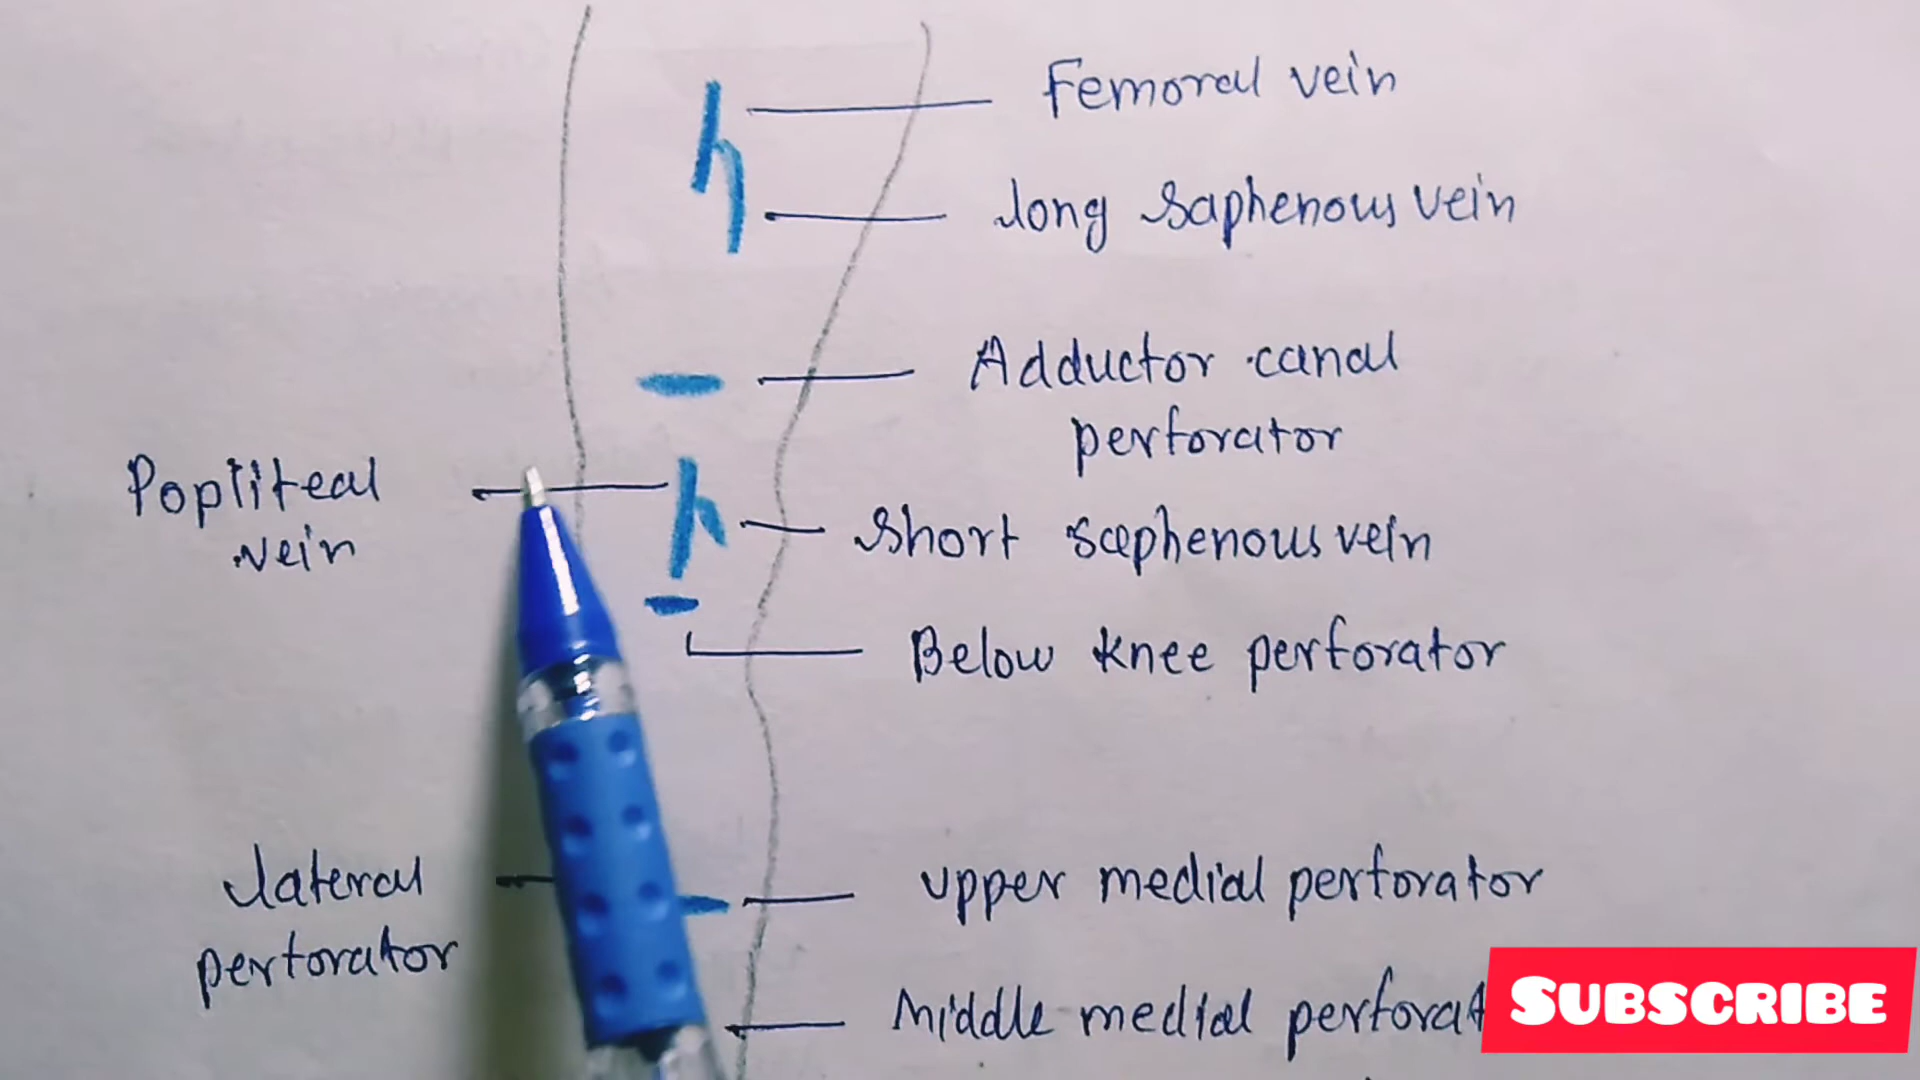 Femoral vein
long saphenous vein
Adductor canal
perforator
Popliteal
vein
short saphenous vein
Below knee perforator
lateral
perforator
upper medial perforator
Middle medial perforat
SUBSCRIBE